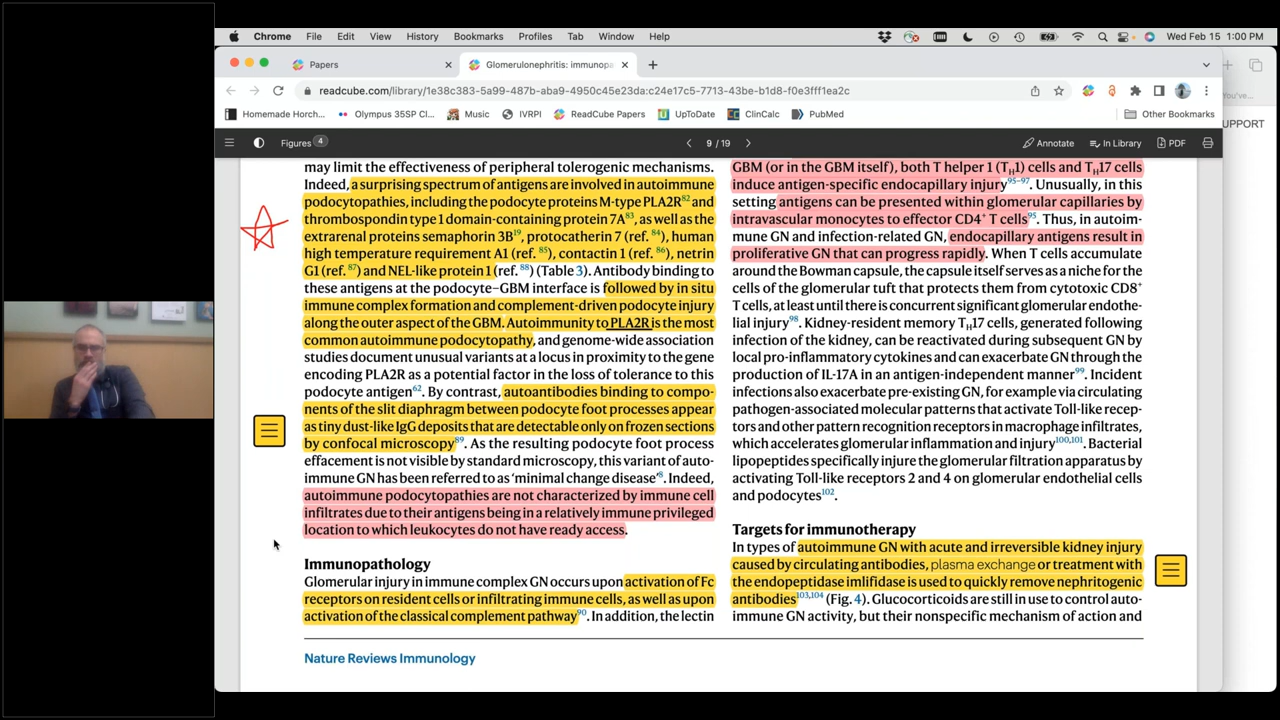 Chrome File Edit View History Bookmarks Profiles Tab Window Help Wed Feb 15 1:00 PM
Papers
Glomerulonephritis: immunopa
readcube.com/library/1e38c383-5a99-487b-aba9-4950c45e23da:c24e17c5-7713-43be-b1d8-f0e3fff1ea2c
You've...
Homemade Horch... Olympus 35SP Cl... Music IVRPI ReadCube Papers UpToDate ClinCalc PubMed Other Bookmarks
UPPORT
Figures 4 9 / 19 Annotate In Library PDF
may limit the effectiveness of peripheral tolerogenic mechanisms.
Indeed, a surprising spectrum of antigens are involved in autoimmune
podocytopathies, including the podocyte proteins M-type PLA2R82 and
thrombospondin type 1 domain-containing protein 7A83, as well as the
extrarenal proteins semaphorin 3B19, protocatherin 7 (ref. 84), human
high temperature requirement A1 (ref. 85), contactin 1 (ref. 86), netrin
G1 (ref. 87) and NEL-like protein 1 (ref. 88) (Table 3). Antibody binding to
these antigens at the podocyte–GBM interface is followed by in situ
immune complex formation and complement-driven podocyte injury
along the outer aspect of the GBM. Autoimmunity to PLA2R is the most
common autoimmune podocytopathy, and genome-wide association
studies document unusual variants at a locus in proximity to the gene
encoding PLA2R as a potential factor in the loss of tolerance to this
podocyte antigen62. By contrast, autoantibodies binding to compo-
nents of the slit diaphragm between podocyte foot processes appear
as tiny dust-like IgG deposits that are detectable only on frozen sections
by confocal microscopy89. As the resulting podocyte foot process
effacement is not visible by standard microscopy, this variant of auto-
immune GN has been referred to as ‘minimal change disease’8. Indeed,
autoimmune podocytopathies are not characterized by immune cell
infiltrates due to their antigens being in a relatively immune privileged
location to which leukocytes do not have ready access.
Immunopathology
Glomerular injury in immune complex GN occurs upon activation of Fc
receptors on resident cells or infiltrating immune cells, as well as upon
activation of the classical complement pathway90. In addition, the lectin
GBM (or in the GBM itself), both T helper 1 (TH1) cells and TH17 cells
induce antigen-specific endocapillary injury95–97. Unusually, in this
setting antigens can be presented within glomerular capillaries by
intravascular monocytes to effector CD4+ T cells95. Thus, in autoim-
mune GN and infection-related GN, endocapillary antigens result in
proliferative GN that can progress rapidly. When T cells accumulate
around the Bowman capsule, the capsule itself serves as a niche for the
cells of the glomerular tuft that protects them from cytotoxic CD8+
T cells, at least until there is concurrent significant glomerular endothe-
lial injury98. Kidney-resident memory TH17 cells, generated following
infection of the kidney, can be reactivated during subsequent GN by
local pro-inflammatory cytokines and can exacerbate GN through the
production of IL-17A in an antigen-independent manner99. Incident
infections also exacerbate pre-existing GN, for example via circulating
pathogen-associated molecular patterns that activate Toll-like recep-
tors and other pattern recognition receptors in macrophage infiltrates,
which accelerates glomerular inflammation and injury100,101. Bacterial
lipopeptides specifically injure the glomerular filtration apparatus by
activating Toll-like receptors 2 and 4 on glomerular endothelial cells
and podocytes102.
Targets for immunotherapy
In types of autoimmune GN with acute and irreversible kidney injury
caused by circulating antibodies, plasma exchange or treatment with
the endopeptidase imlifidase is used to quickly remove nephritogenic
antibodies103,104 (Fig. 4). Glucocorticoids are still in use to control auto-
immune GN activity, but their nonspecific mechanism of action and
Nature Reviews Immunology